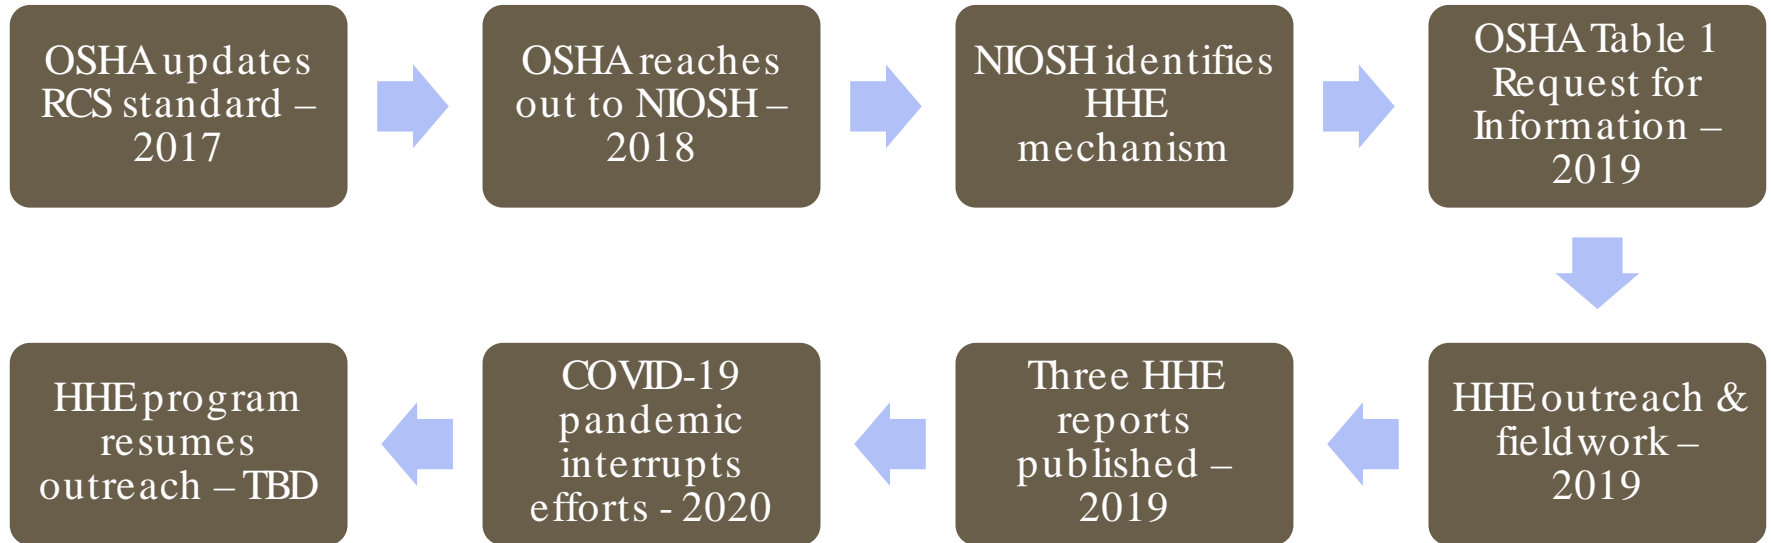 OSHA updates
RCS standard –
2017
OSHA reaches
out to NIOSH –
2018
NIOSH identifies
HHE
mechanism
OSHA Table 1
Request for
Information –
2019
HHE outreach &
fieldwork –
2019
Three HHE
reports
published –
2019
COVID-19
pandemic
interrupts
efforts - 2020
HHE program
resumes
outreach – TBD